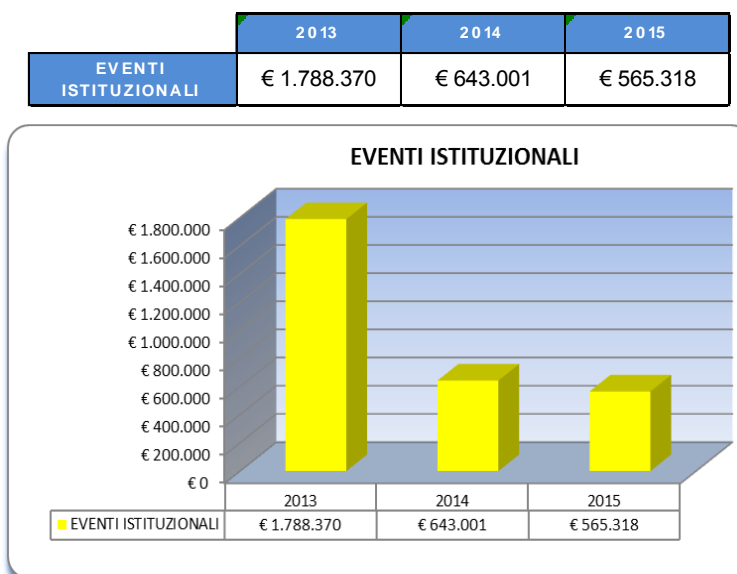 2013 2014 2015
EVENTI
ISTITUZIONALI
€ 1.788.370 € 643.001 € 565.318
EVENTI ISTITUZIONALI
€ 1.800.000
€ 1.600.000
€ 1.400.000
€ 1.200.000
€ 1.000.000
€ 800.000
€ 600.000
€ 400.000
€ 200.000
€ 0
2013 2014 2015
EVENTI ISTITUZIONALI € 1.788.370 € 643.001 € 565.318